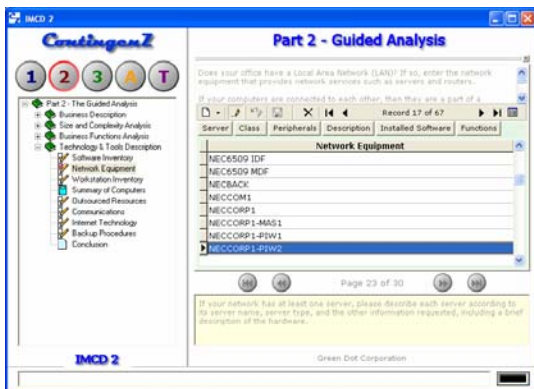 IMCD 2
ContingenZ
Part 2 - Guided Analysis
1 2 3 A T
Does your office have a Local Area Network (LAN)? If so, enter the network
equipment that provides network services such as servers and routers.
If your computers are connected to each other, then they are a part of a
Record 17 of 67
Server Class Peripherals Description Installed Software Functions
Network Equipment
NEC6509 IDF
NEC6509 MDF
NECBACK
NECCOM1
NECCORP1
NECCORP1-MAS1
NECCORP1-PIW1
NECCORP1-PIW2
Part 2 - The Guided Analysis
Business Description
Size and Complexity Analysis
Business Functions Analysis
Technology & Tools Description
Software Inventory
Network Equipment
Workstation Inventory
Summary of Computers
Outsourced Resources
Communications
Internet Technology
Backup Procedures
Conclusion
Page 23 of 30
If your network has at least one server, please describe each server according to
its server name, server type, and the other information requested, including a brief
description of the hardware.
IMCD 2
Green Dot Corporation